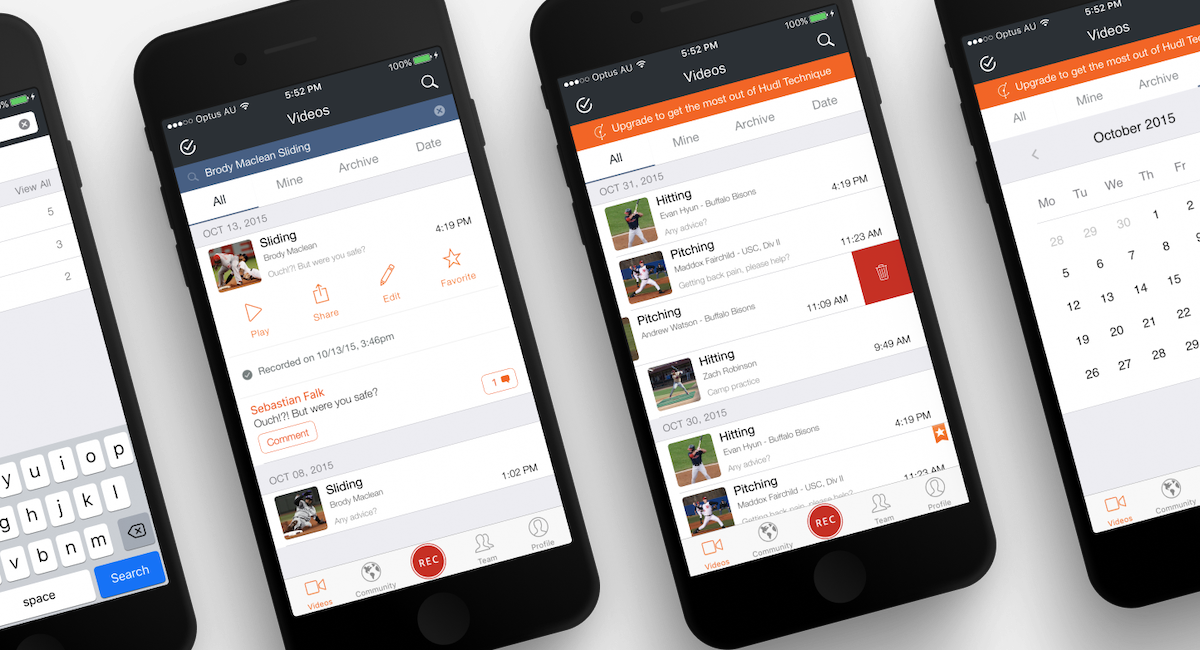 View All
5
3
2
y u i o p
g h j k l
v b n m
space
Search
Optus AU
5:52 PM
100%
Videos
Brody Maclean Sliding
All
Mine
Archive
Date
OCT 13, 2015
Sliding
4:19 PM
Brody Maclean
Ouch!?! But were you safe?
Play
Share
Edit
Favorite
Recorded on 10/13/15, 3:46pm
Sebastian Falk
Ouch!?! But were you safe?
1
Comment
OCT 08, 2015
Sliding
1:02 PM
Brody Maclean
Any advice?
Videos
Community
REC
Team
Profile
Optus AU
5:52 PM
100%
Videos
Upgrade to get the most out of Hudl Technique
All
Mine
Archive
Date
OCT 31, 2015
Hitting
4:19 PM
Evan Hyun - Buffalo Bisons
Any advice?
Pitching
11:23 AM
Maddox Fairchild - USC, Div II
Getting back pain, please help?
Pitching
11:09 AM
Andrew Watson - Buffalo Bisons
Hitting
9:49 AM
Zach Robinson
Camp practice
OCT 30, 2015
Hitting
4:19 PM
Evan Hyun - Buffalo Bisons
Any advice?
Pitching
11:23 AM
Maddox Fairchild - USC, Div II
Getting back pain, please help?
Videos
Community
REC
Team
Profile
Optus AU
5:52 PM
Videos
Upgrade to get the most out of Hudl Tech
All
Mine
Archive
October 2015
Mo Tu We Th Fr
28 29 30 1 2
5 6 7 8
12 13 14 15
19 20 21 22
26 27 28 29
Videos
Community